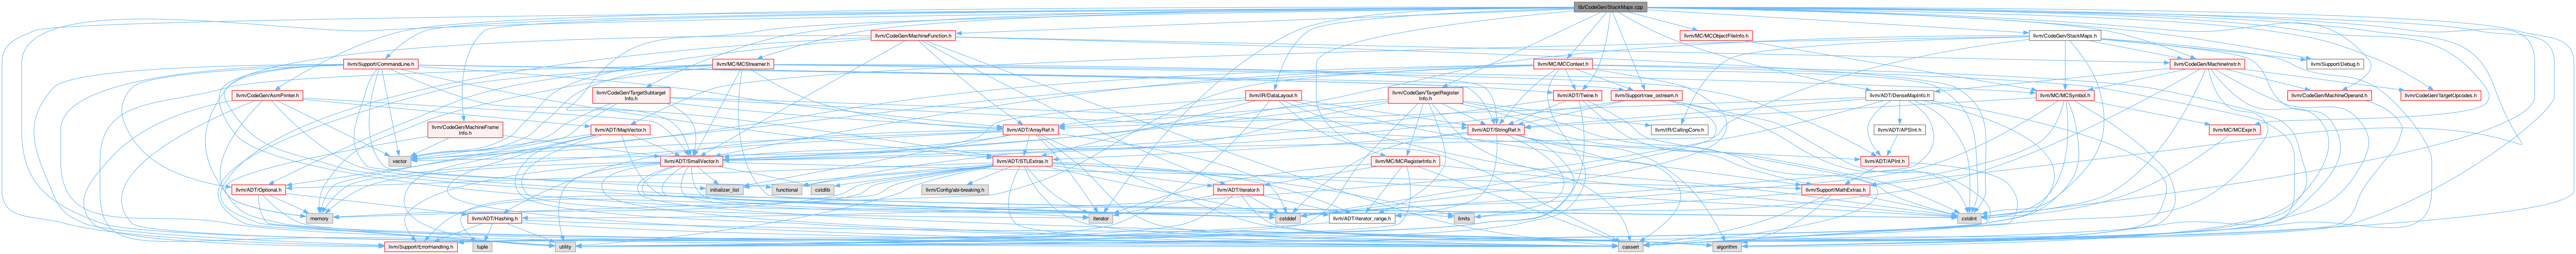 lib/CodeGen/StackMaps.cpp
llvm/CodeGen/MachineFunction.h
llvm/MC/MCObjectFileInfo.h
llvm/CodeGen/StackMaps.h
llvm/Support/CommandLine.h
llvm/MC/MCStreamer.h
llvm/MC/MCContext.h
llvm/CodeGen/MachineInstr.h
llvm/Support/Debug.h
llvm/CodeGen/AsmPrinter.h
llvm/CodeGen/TargetSubtarget
Info.h
llvm/IR/DataLayout.h
llvm/CodeGen/TargetRegister
Info.h
llvm/ADT/Twine.h
llvm/Support/raw_ostream.h
llvm/ADT/DenseMapInfo.h
llvm/MC/MCSymbol.h
llvm/CodeGen/MachineOperand.h
llvm/CodeGen/TargetOpcodes.h
llvm/CodeGen/MachineFrame
Info.h
llvm/ADT/MapVector.h
llvm/ADT/ArrayRef.h
llvm/ADT/StringRef.h
llvm/IR/CallingConv.h
llvm/ADT/APSInt.h
llvm/MC/MCExpr.h
vector
llvm/ADT/SmallVector.h
llvm/ADT/STLExtras.h
llvm/MC/MCRegisterInfo.h
llvm/ADT/APInt.h
llvm/ADT/Optional.h
initializer_list
functional
cstdlib
llvm/Config/abi-breaking.h
llvm/ADT/iterator.h
llvm/Support/MathExtras.h
memory
llvm/ADT/Hashing.h
iterator
cstddef
llvm/ADT/iterator_range.h
limits
cstdint
llvm/Support/ErrorHandling.h
tuple
utility
cassert
algorithm